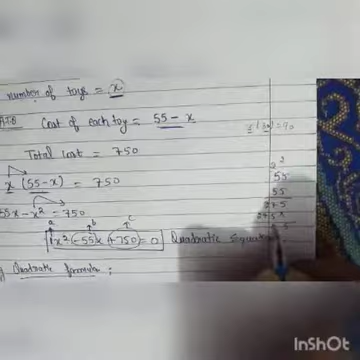 number of toys = x
A.T.Q Cost of each toy = 55 - x
Total cost = 750
x (55-x) = 750
55x - x² = 750
a b c
1x² - 55x + 750 = 0 Quadratic
Quadratic formula ;
2
55
55
275
InShOt